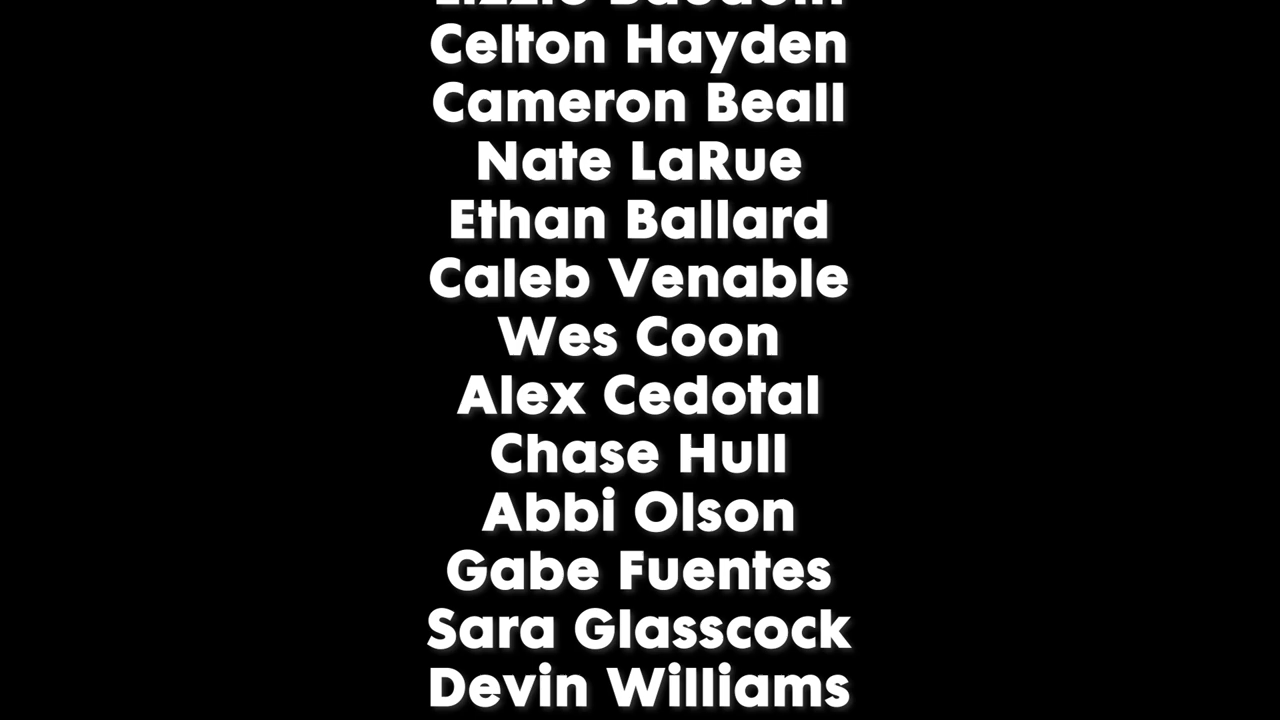 Celton Hayden
Cameron Beall
Nate LaRue
Ethan Ballard
Caleb Venable
Wes Coon
Alex Cedotal
Chase Hull
Abbi Olson
Gabe Fuentes
Sara Glasscock
Devin Williams